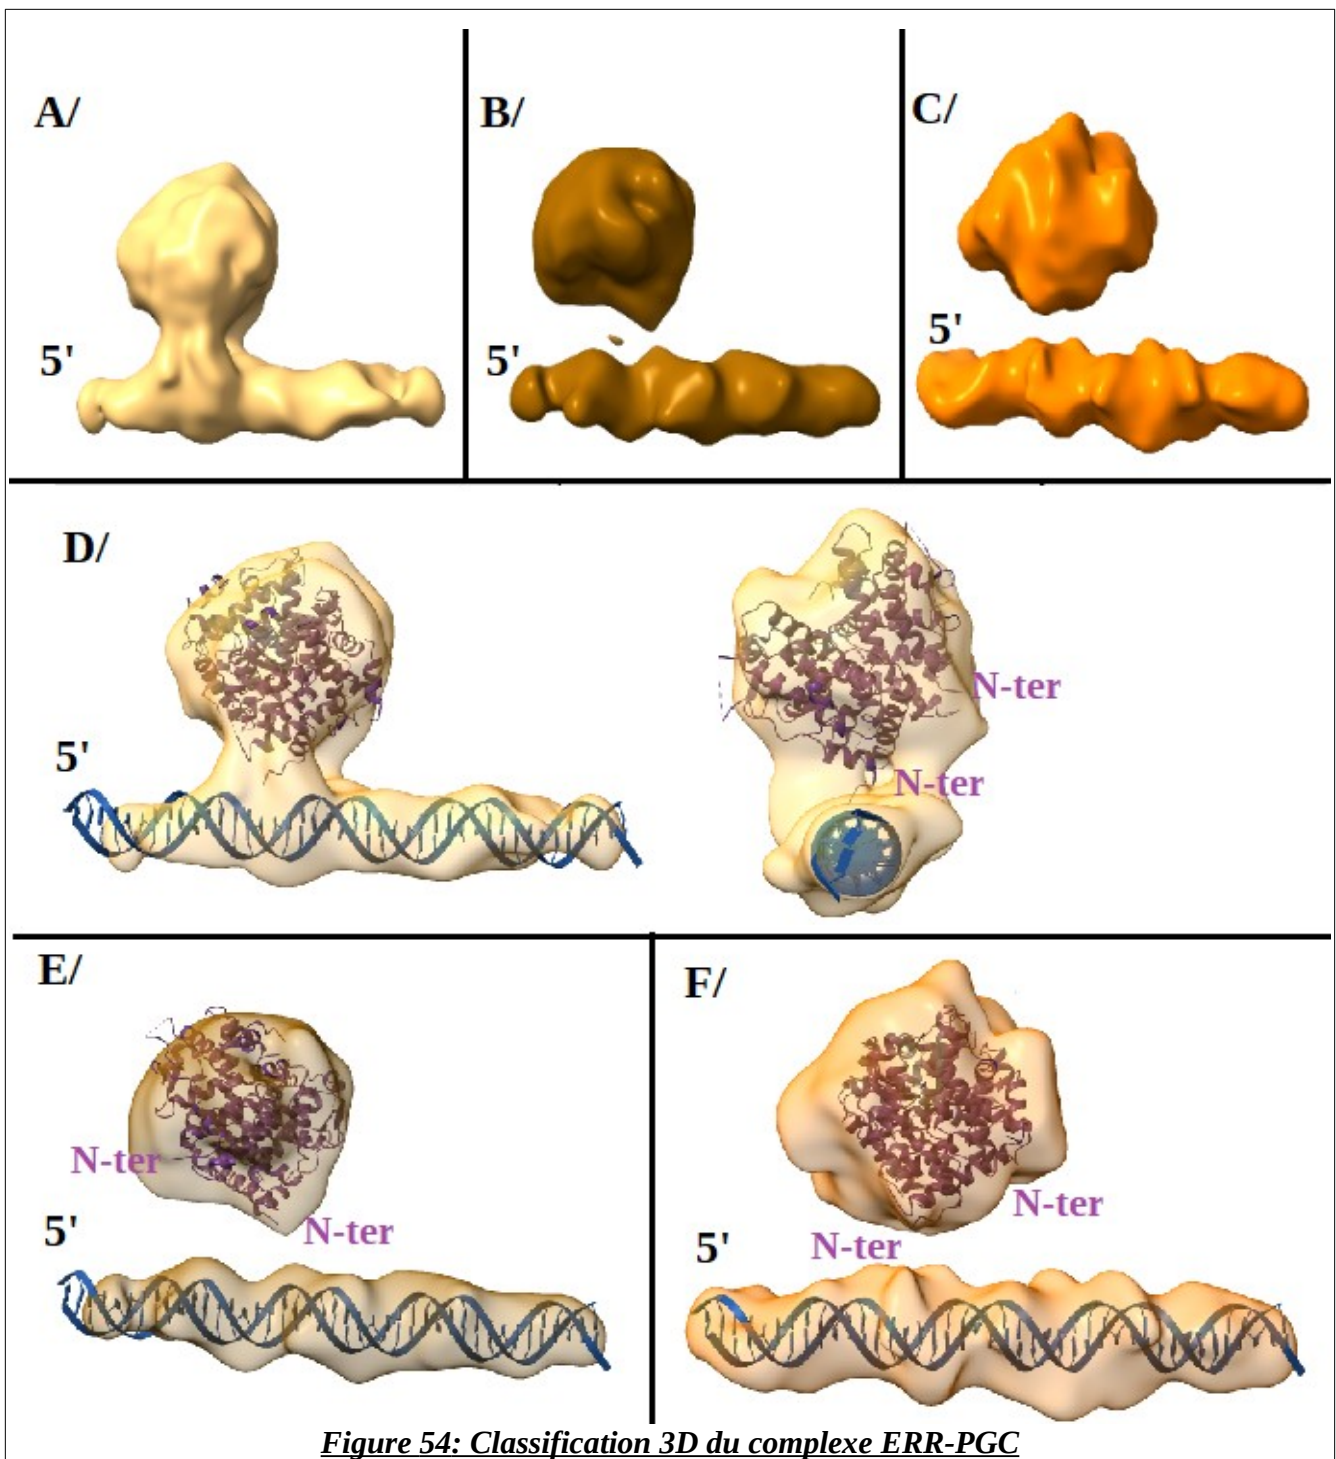 A/
B/
C/
5'
5'
5'
D/
N-ter
5'
N-ter
E/
F/
N-ter
N-ter
5'
N-ter
5'
N-ter
Figure 54: Classification 3D du complexe ERR-PGC